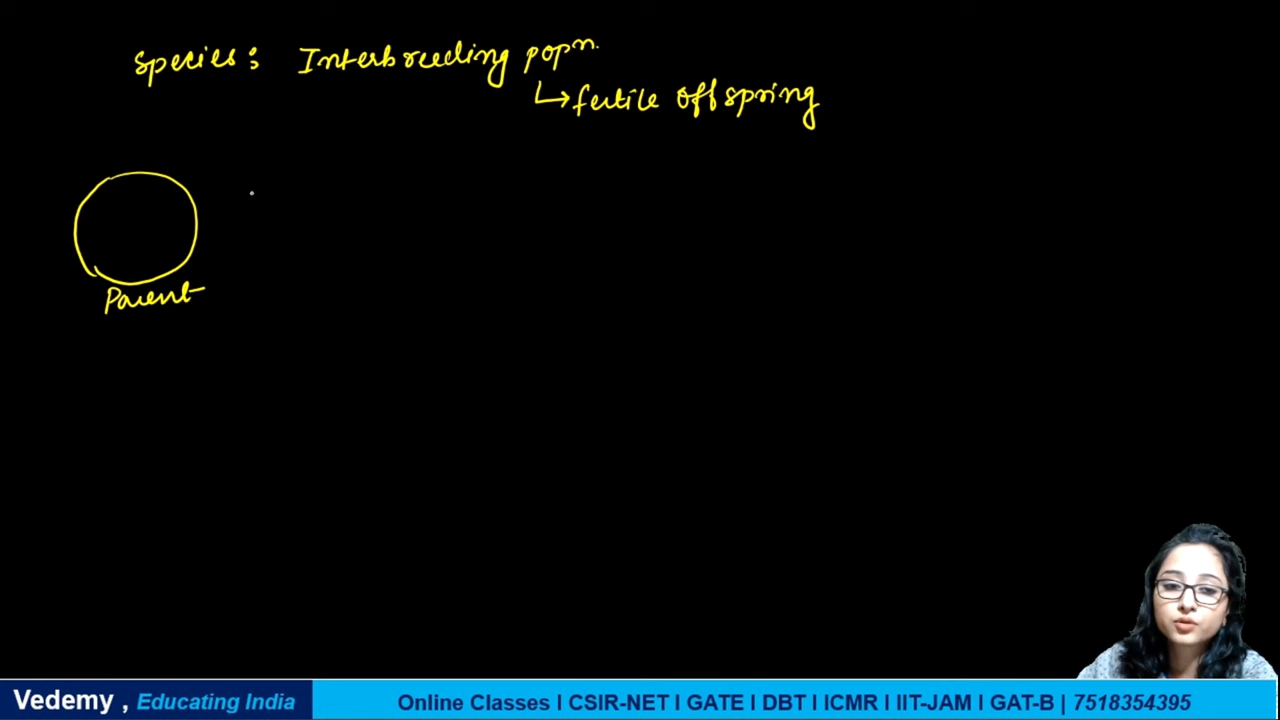 Species: Interbreeding popn.
↳ fertile offspring
Parent
Vedemy , Educating India
Online Classes I CSIR-NET I GATE I DBT I ICMR I IIT-JAM I GAT-B | 7518354395